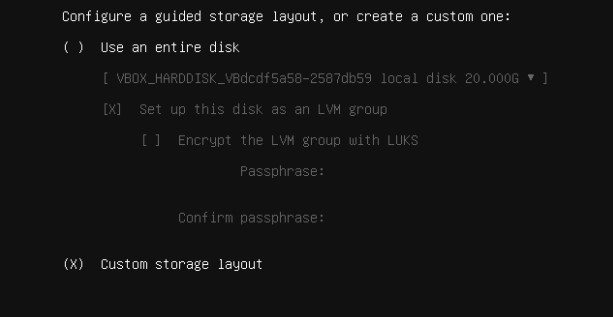 Configure a guided storage layout, or create a custom one:
( ) Use an entire disk
[ VBOX_HARDDISK_VBdcdf5a58-2587db59 local disk 20.000G ▾ ]
[X] Set up this disk as an LVM group
[ ] Encrypt the LVM group with LUKS
Passphrase:
Confirm passphrase:
(X) Custom storage layout